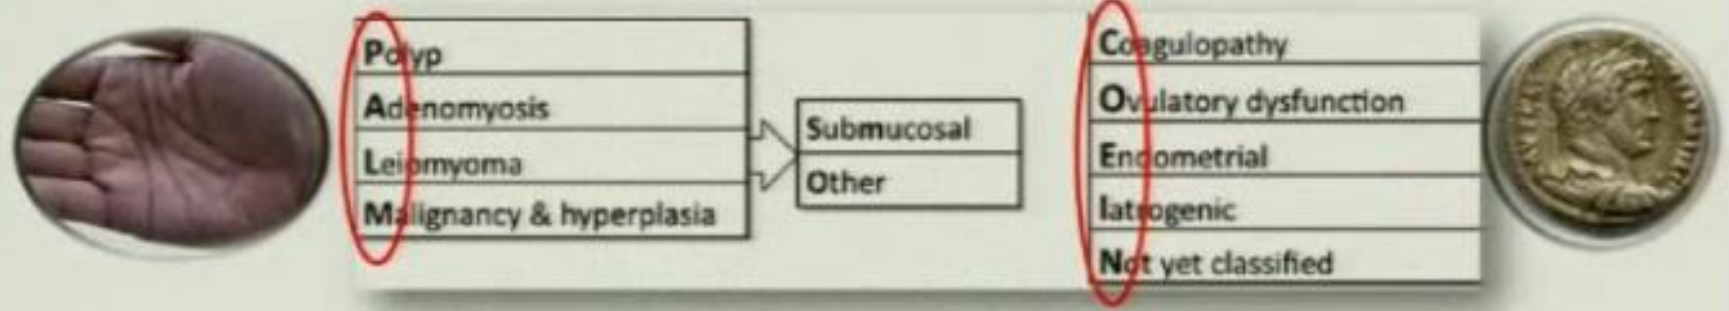 Polyp
Adenomyosis
Leiomyoma
Malignancy & hyperplasia
Submucosal
Other
Coagulopathy
Ovulatory dysfunction
Endometrial
Iatrogenic
Not yet classified